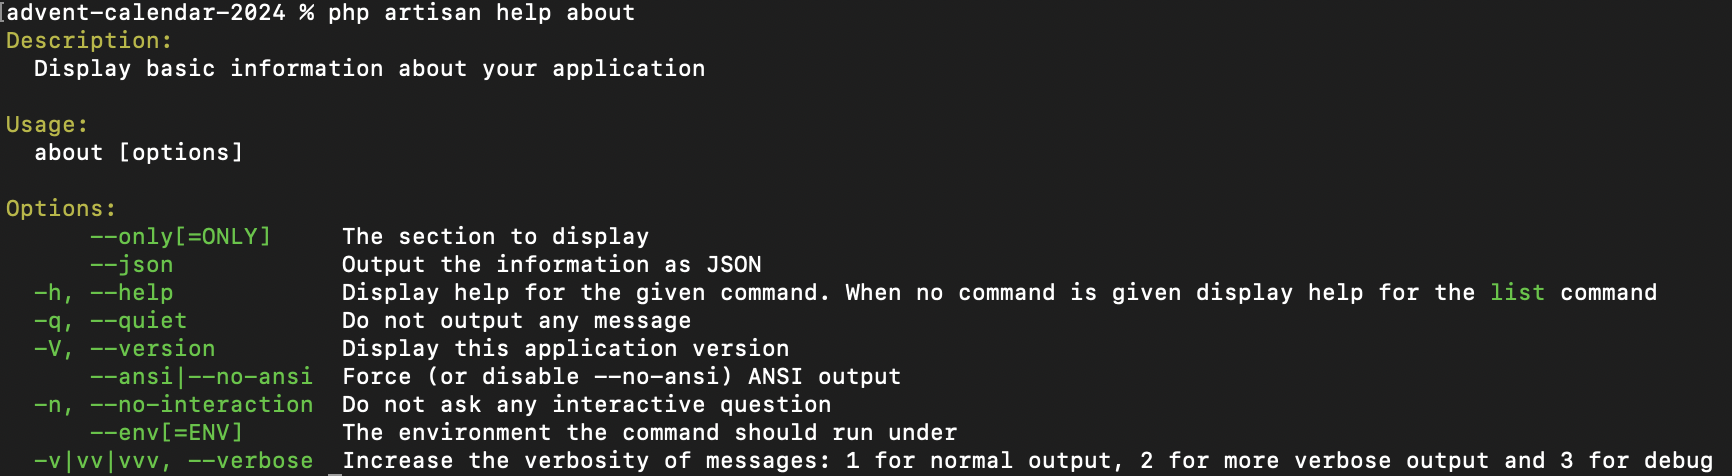 [advent-calendar-2024 % php artisan help about
Description:
  Display basic information about your application

Usage:
  about [options]

Options:
      --only[=ONLY]     The section to display
      --json            Output the information as JSON
  -h, --help            Display help for the given command. When no command is given display help for the list command
  -q, --quiet           Do not output any message
  -V, --version         Display this application version
      --ansi|--no-ansi  Force (or disable --no-ansi) ANSI output
  -n, --no-interaction  Do not ask any interactive question
      --env[=ENV]       The environment the command should run under
  -v|vv|vvv, --verbose  Increase the verbosity of messages: 1 for normal output, 2 for more verbose output and 3 for debug